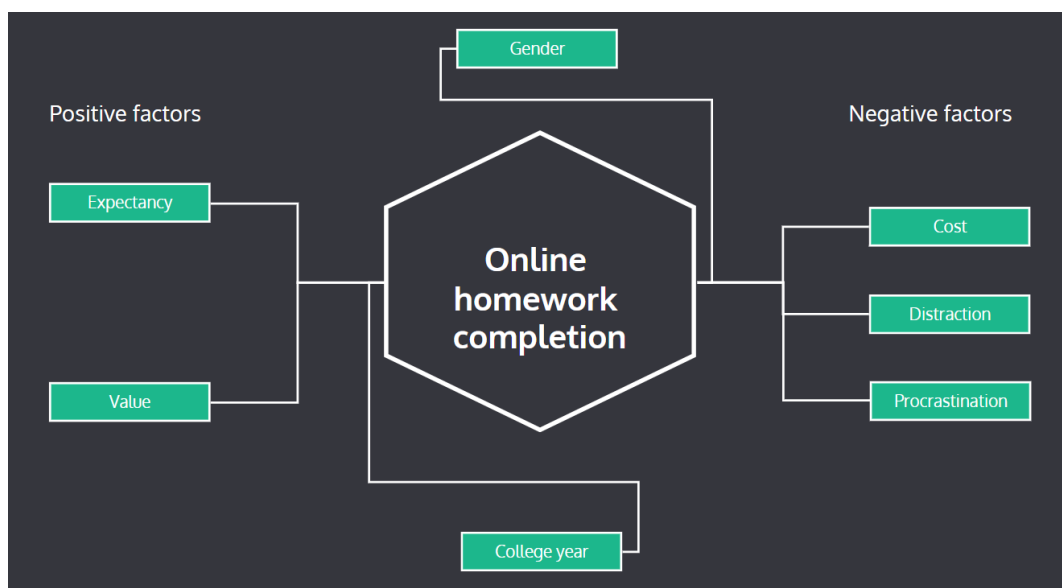 Gender
Positive factors
Negative factors
Expectancy
Cost
Online
homework
completion
Distraction
Value
Procrastination
College year